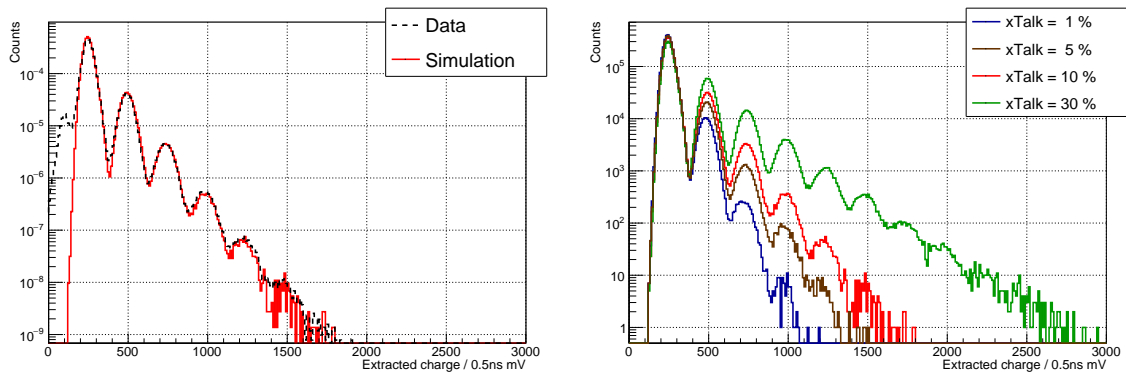 Counts
Data
Simulation
10⁻⁴
10⁻⁵
10⁻⁶
10⁻⁷
10⁻⁸
10⁻⁹
0 500 1000 1500 2000 2500 3000
Extracted charge / 0.5ns mV
Counts
xTalk = 1 %
xTalk = 5 %
xTalk = 10 %
xTalk = 30 %
10⁵
10⁴
10³
10²
10
1
0 500 1000 1500 2000 2500 3000
Extracted charge / 0.5ns mV